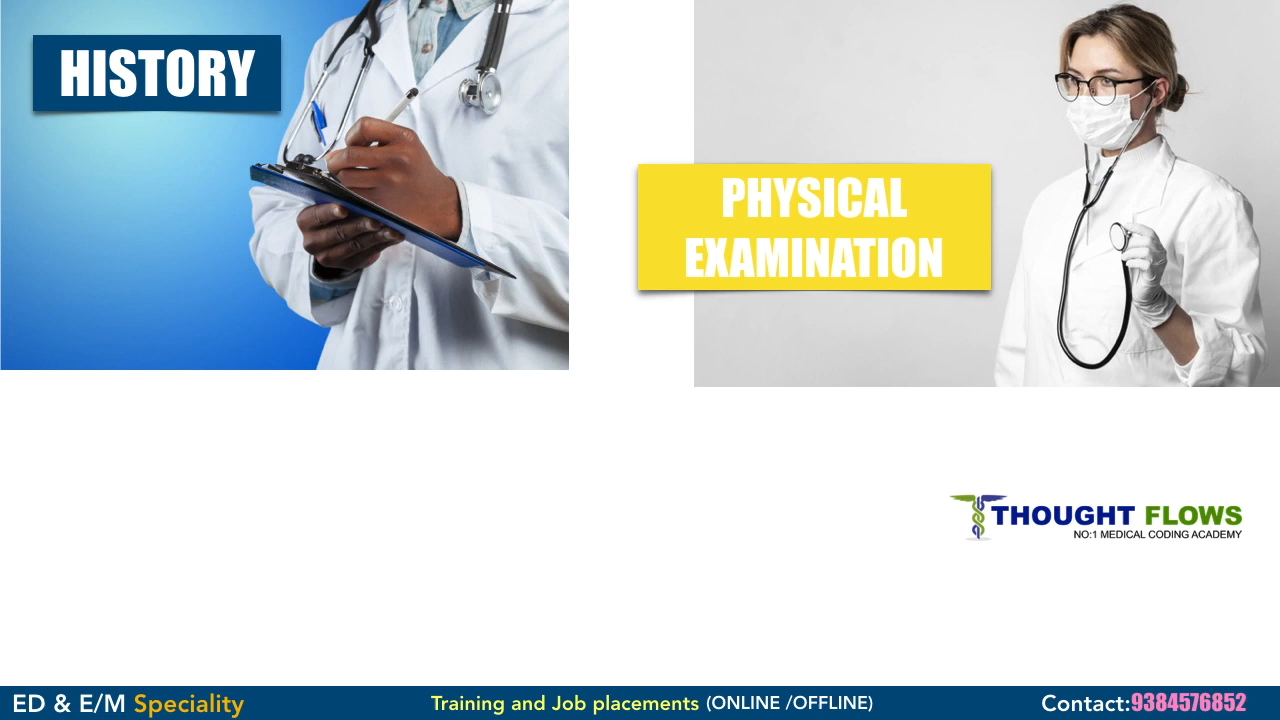 HISTORY
PHYSICAL
EXAMINATION
THOUGHT FLOWS
NO:1 MEDICAL CODING ACADEMY
ED & E/M Speciality
Training and Job placements (ONLINE /OFFLINE)
Contact:9384576852